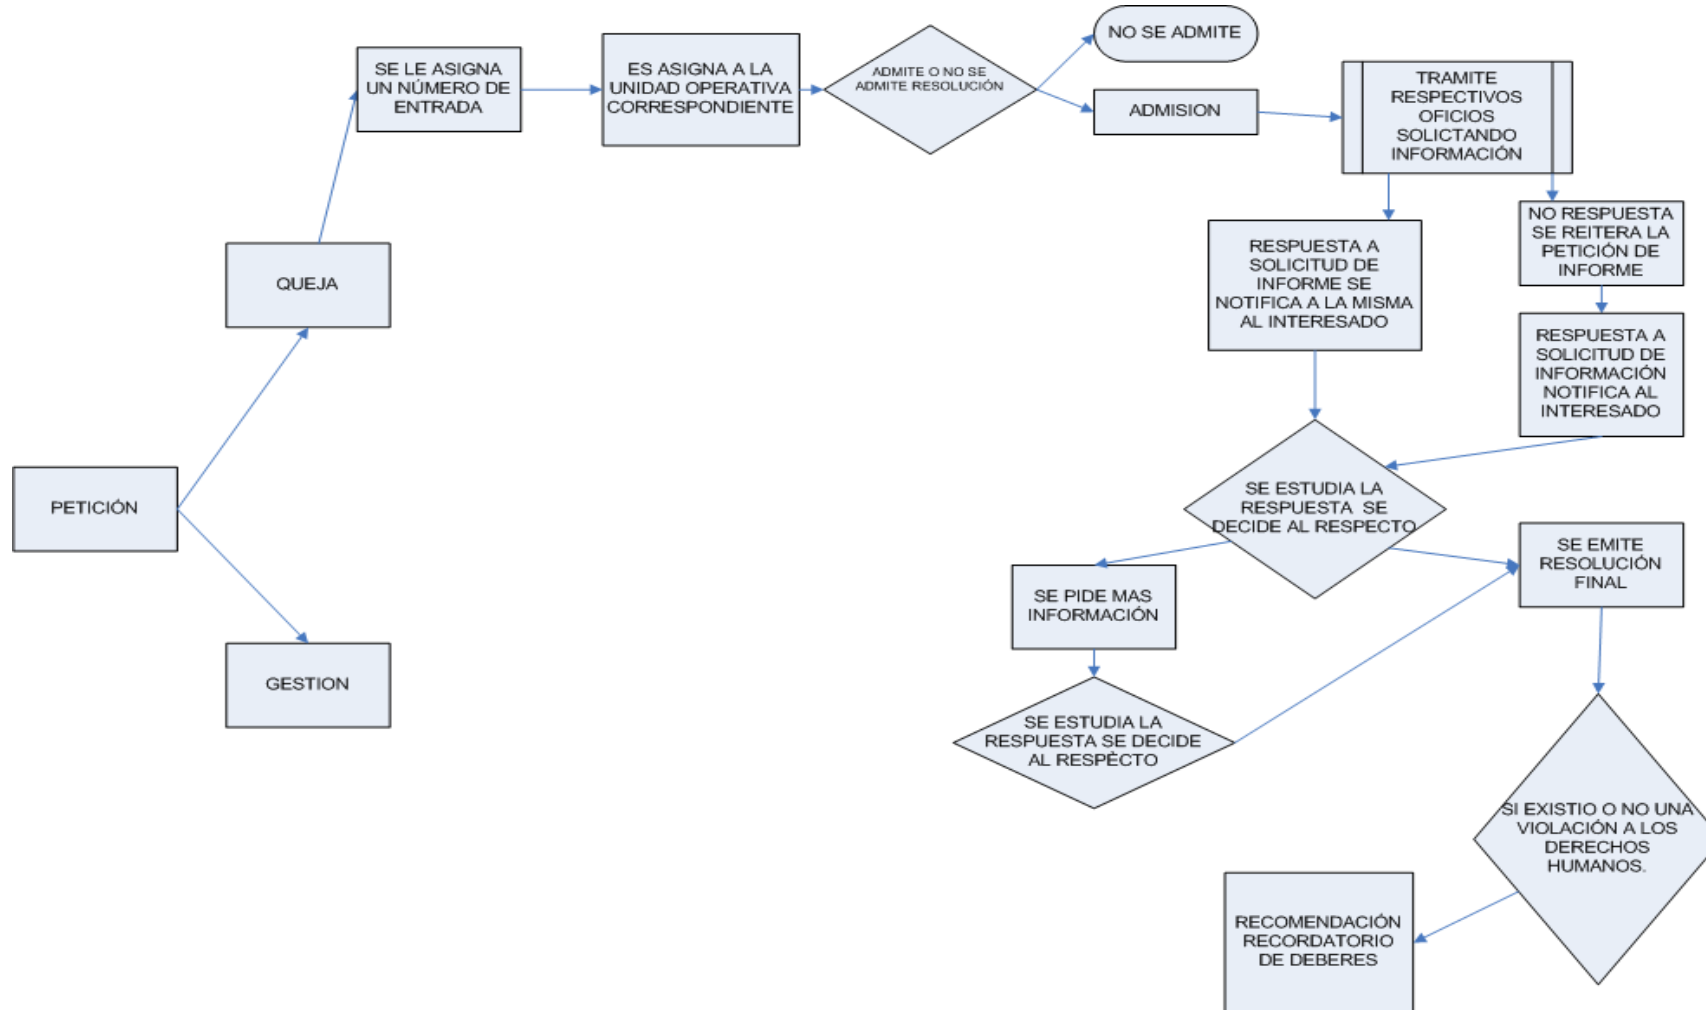 PETICIÓN
QUEJA
GESTION
SE LE ASIGNA
UN NÚMERO DE
ENTRADA
ES ASIGNA A LA
UNIDAD OPERATIVA
CORRESPONDIENTE
ADMITE O NO SE
ADMITE RESOLUCIÓN
NO SE ADMITE
ADMISION
TRAMITE
RESPECTIVOS
OFICIOS
SOLICTANDO
INFORMACIÓN
RESPUESTA A
SOLICITUD DE
INFORME SE
NOTIFICA A LA MISMA
AL INTERESADO
NO RESPUESTA
SE REITERA LA
PETICIÓN DE
INFORME
RESPUESTA A
SOLICITUD DE
INFORMACIÓN
NOTIFICA AL
INTERESADO
SE ESTUDIA LA
RESPUESTA SE
DECIDE AL RESPECTO
SE PIDE MAS
INFORMACIÓN
SE ESTUDIA LA
RESPUESTA SE DECIDE
AL RESPÈCTO
SE EMITE
RESOLUCIÓN
FINAL
SI EXISTIO O NO UNA
VIOLACIÓN A LOS
DERECHOS
HUMANOS.
RECOMENDACIÓN
RECORDATORIO
DE DEBERES